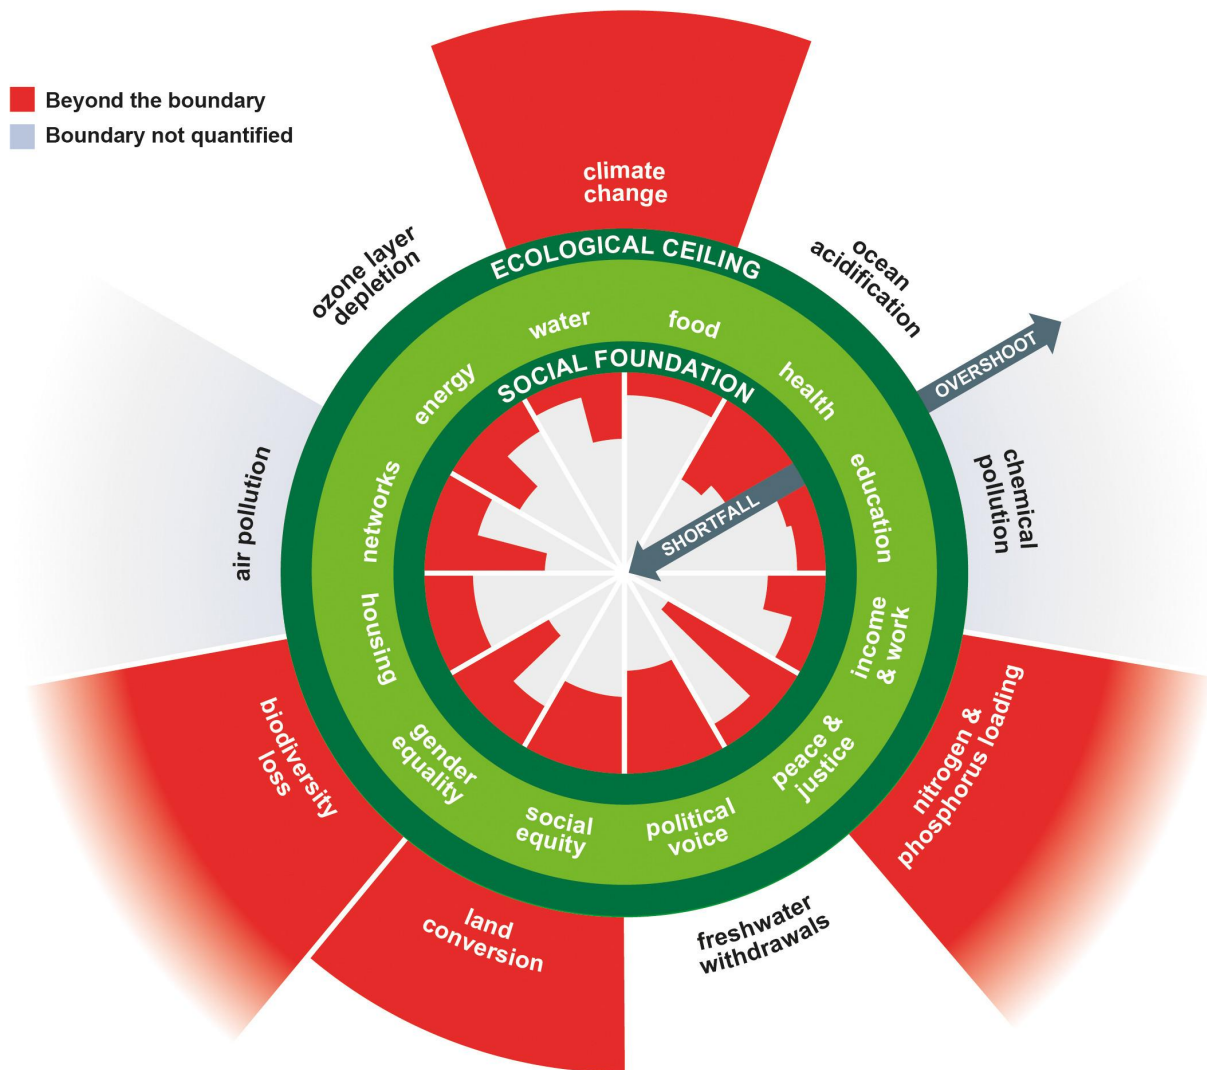 Beyond the boundary
Boundary not quantified
climate
change
ECOLOGICAL CEILING
ozone layer
depletion
ocean
acidification
water
food
energy
health
SOCIAL FOUNDATION
OVERSHOOT
SHORTFALL
networks
education
air pollution
chemical
pollution
housing
income
& work
biodiversity
loss
gender
equality
peace &
justice
nitrogen &
phosphorus loading
social
equity
political
voice
land
conversion
freshwater
withdrawals